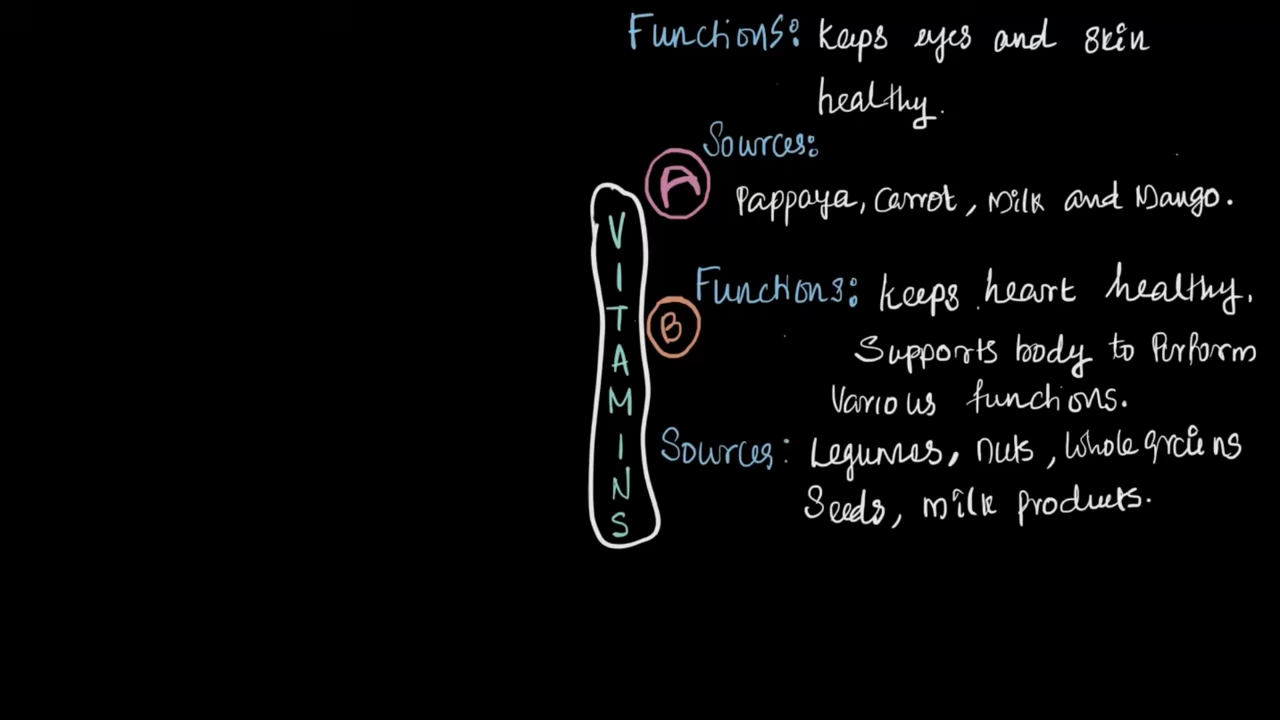 Functions: Keeps eyes and skin
healthy.
Sources:
A
Pappaya, Carrot, Milk and Mango.
VITAMINS
Functions: Keeps heart healthy.
B
Supports body to Perform
Various functions.
Sources: Legumes, nuts, Whole grains
Seeds, milk products.